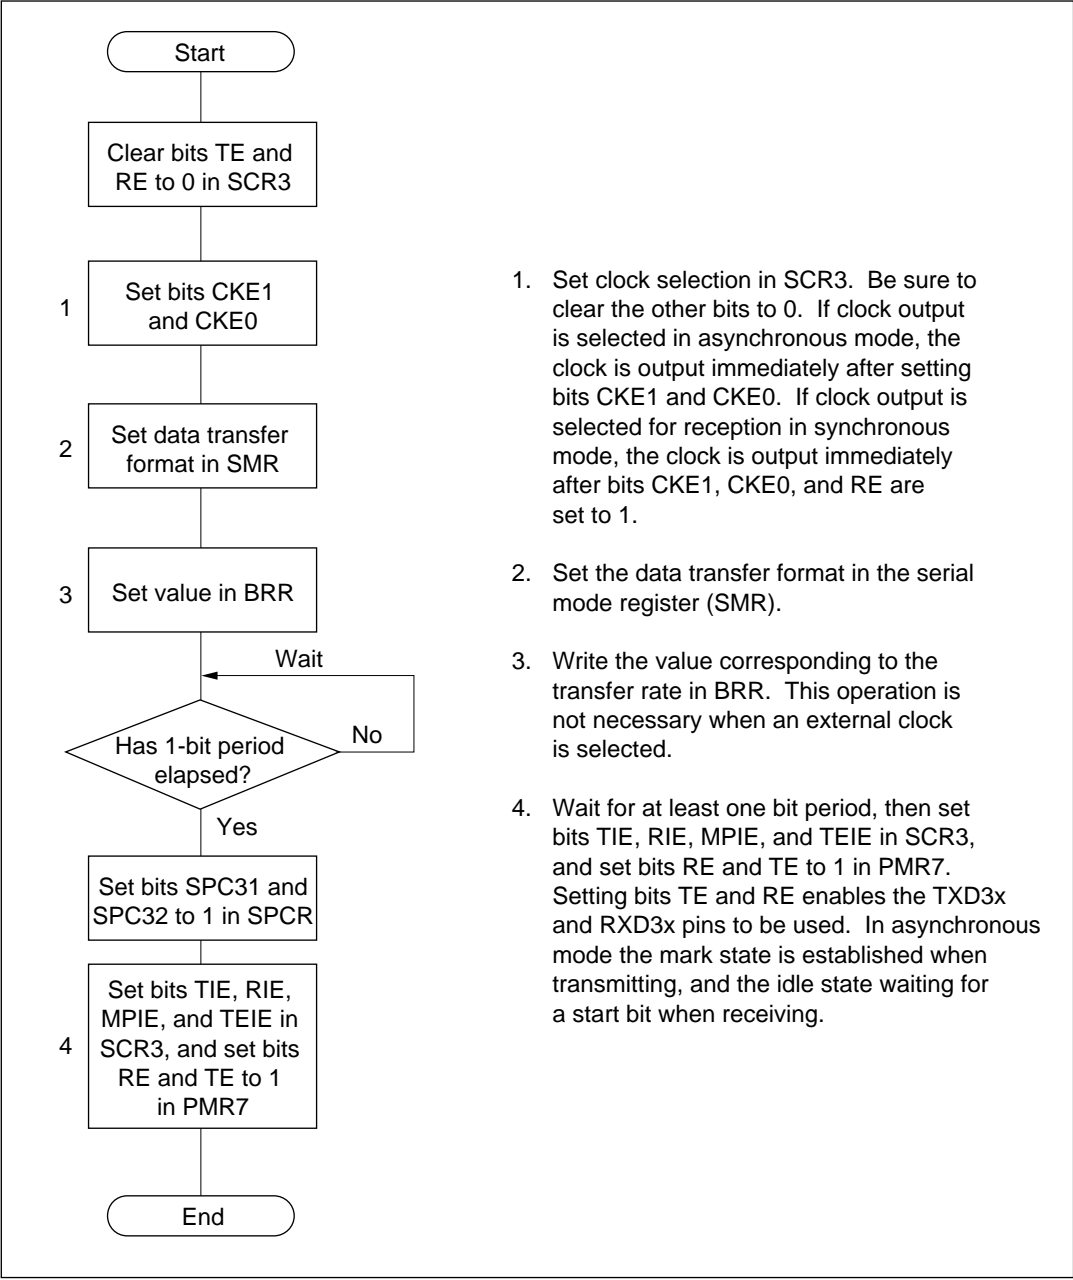 Start
Clear bits TE and
RE to 0 in SCR3
1
Set bits CKE1
and CKE0
2
Set data transfer
format in SMR
3
Set value in BRR
Wait
Has 1-bit period
elapsed?
No
Yes
Set bits SPC31 and
SPC32 to 1 in SPCR
4
Set bits TIE, RIE,
MPIE, and TEIE in
SCR3, and set bits
RE and TE to 1
in PMR7
End
1. Set clock selection in SCR3. Be sure to
clear the other bits to 0. If clock output
is selected in asynchronous mode, the
clock is output immediately after setting
bits CKE1 and CKE0. If clock output is
selected for reception in synchronous
mode, the clock is output immediately
after bits CKE1, CKE0, and RE are
set to 1.
2. Set the data transfer format in the serial
mode register (SMR).
3. Write the value corresponding to the
transfer rate in BRR. This operation is
not necessary when an external clock
is selected.
4. Wait for at least one bit period, then set
bits TIE, RIE, MPIE, and TEIE in SCR3,
and set bits RE and TE to 1 in PMR7.
Setting bits TE and RE enables the TXD3x
and RXD3x pins to be used. In asynchronous
mode the mark state is established when
transmitting, and the idle state waiting for
a start bit when receiving.